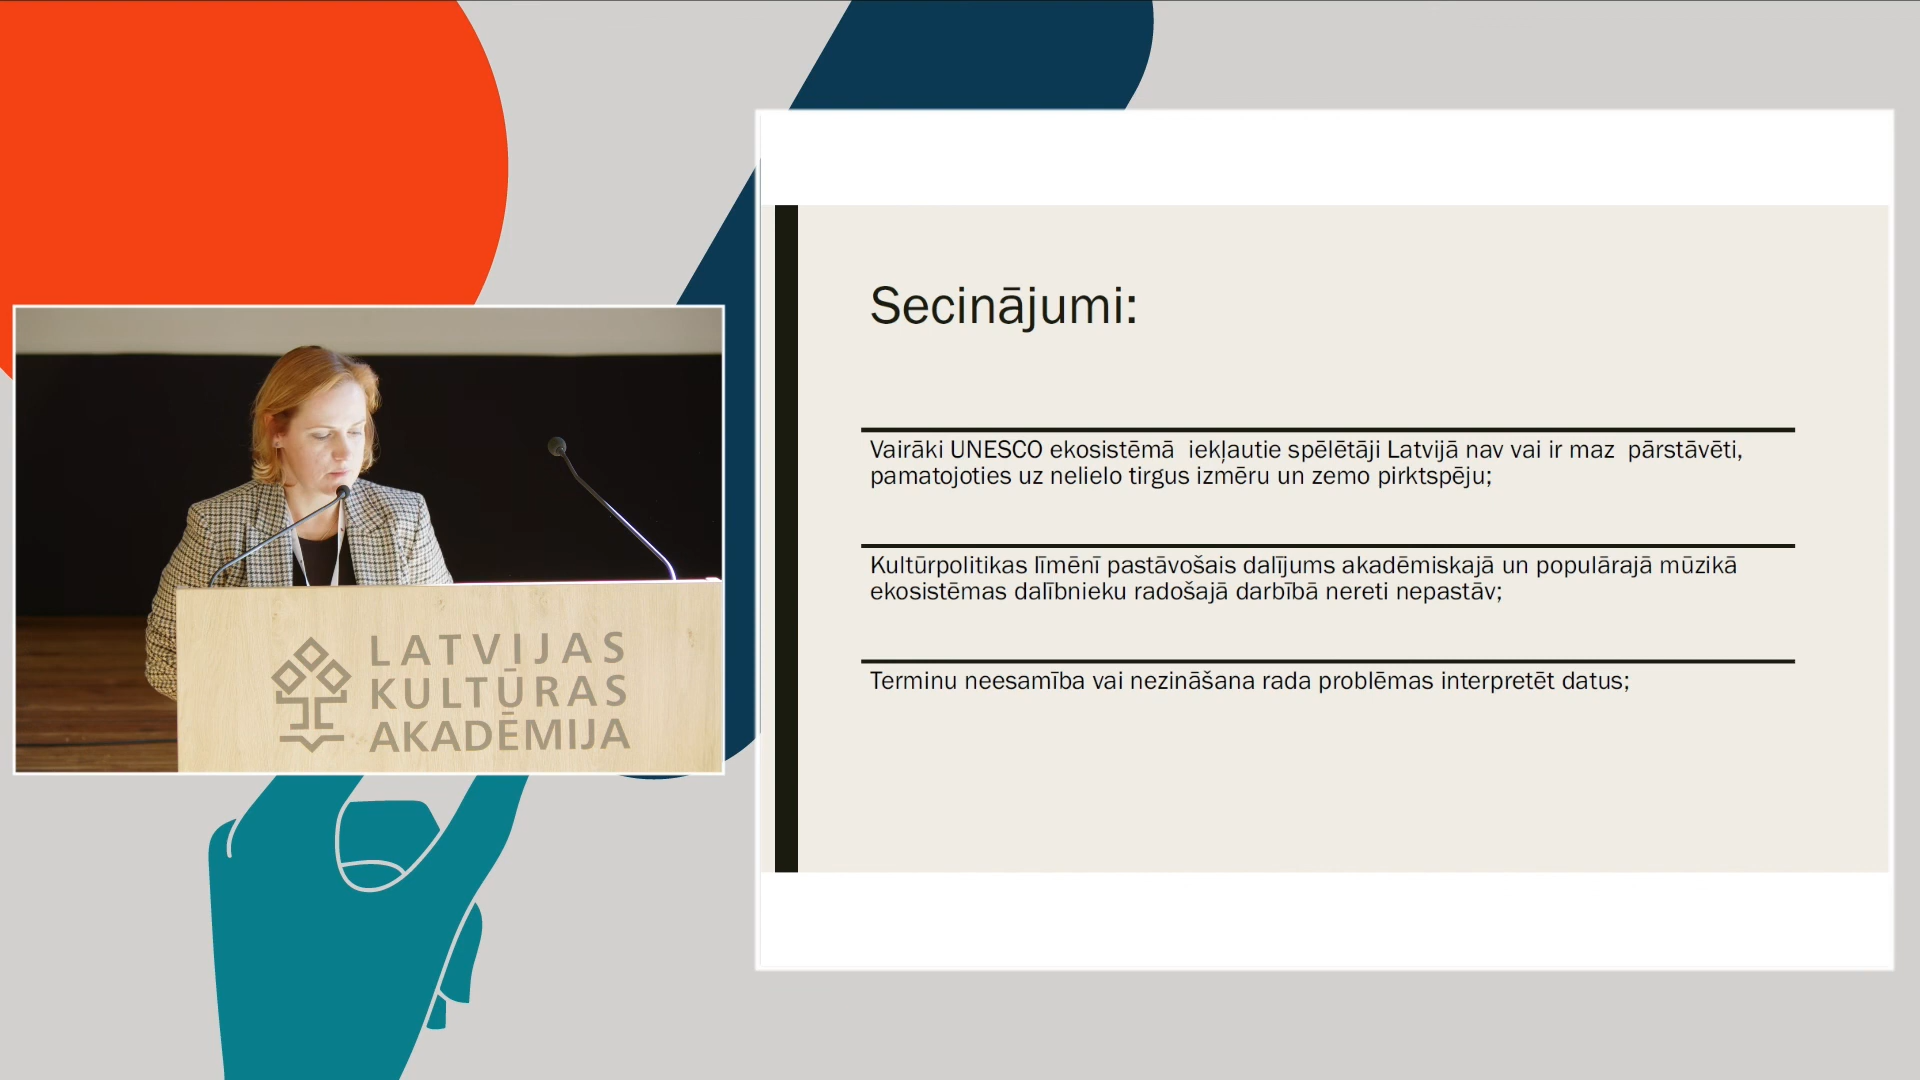 LATVIJAS
KULTŪRAS
AKADĒMIJA
Secinājumi:
Vairāki UNESCO ekosistēmā  iekļautie spēlētāji Latvijā nav vai ir maz  pārstāvēti,
pamatojoties uz nelielo tirgus izmēru un zemo pirktspēju;
Kultūrpolitikas līmēnī pastāvošais dalījums akadēmiskajā un populārajā mūzikā
ekosistēmas dalībnieku radošajā darbībā nereti nepastāv;
Terminu neesamība vai nezināšana rada problēmas interpretēt datus;